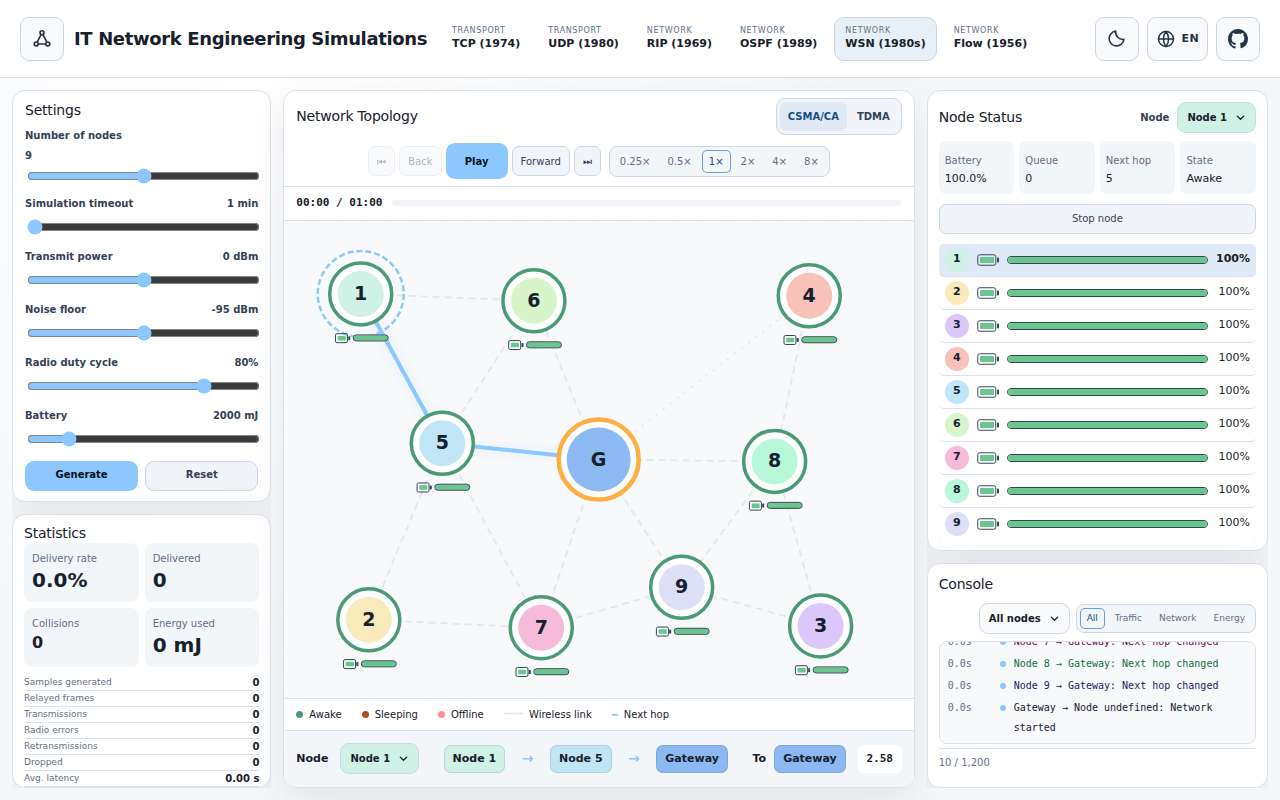 IT Network Engineering Simulations
TRANSPORT
TCP (1974)
TRANSPORT
UDP (1980)
NETWORK
RIP (1969)
NETWORK
OSPF (1989)
NETWORK
WSN (1980s)
NETWORK
Flow (1956)
EN
Settings
Number of nodes
9
Simulation timeout 1 min
Transmit power 0 dBm
Noise floor -95 dBm
Radio duty cycle 80%
Battery 2000 mJ
Generate Reset
Statistics
Delivery rate
0.0%
Delivered
0
Collisions
0
Energy used
0 mJ
Samples generated 0
Relayed frames 0
Transmissions 0
Radio errors 0
Retransmissions 0
Dropped 0
Avg. latency 0.00 s
Network Topology
CSMA/CA TDMA
Back Play Forward 0.25× 0.5× 1× 2× 4× 8×
00:00 / 01:00
1
6
4
5
G
8
9
2
7
3
Awake Sleeping Offline Wireless link Next hop
Node Node 1 Node 1 → Node 5 → Gateway To Gateway 2.58
Node Status
Node Node 1
Battery
100.0%
Queue
0
Next hop
5
State
Awake
Stop node
1 100%
2 100%
3 100%
4 100%
5 100%
6 100%
7 100%
8 100%
9 100%
Console
All nodes All Traffic Network Energy
0.0s Node 7 → Gateway: Next hop changed
0.0s Node 8 → Gateway: Next hop changed
0.0s Node 9 → Gateway: Next hop changed
0.0s Gateway → Node undefined: Network
started
10 / 1,200